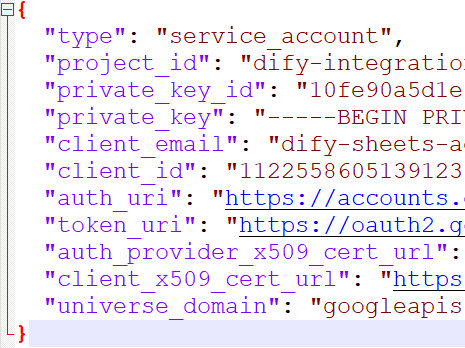 {
"type": "service_account",
"project_id": "dify-integration
"private_key_id": "10fe90a5d1e
"private_key": "-----BEGIN PRI
"client_email": "dify-sheets-a
"client_id": "1122558605139123
"auth_uri": "https://accounts.
"token_uri": "https://oauth2.g
"auth_provider_x509_cert_url":
"client_x509_cert_url": "https
"universe_domain": "googleapis
}